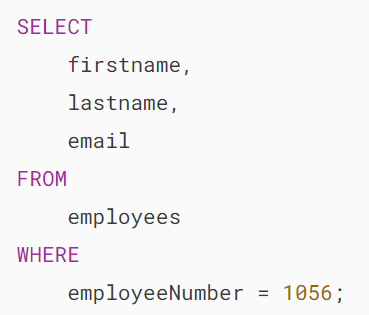 SELECT
firstname,
lastname,
email
FROM
employees
WHERE
employeeNumber = 1056;